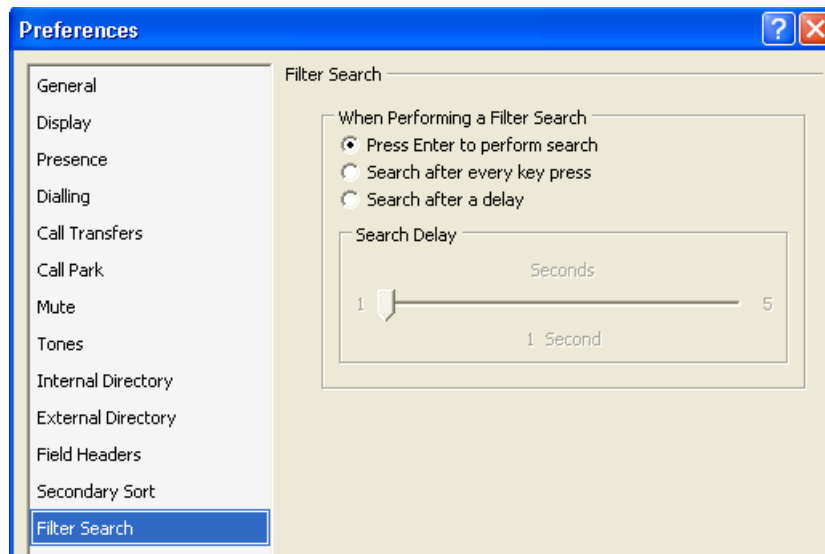 Preferences
General
Display
Presence
Dialling
Call Transfers
Call Park
Mute
Tones
Internal Directory
External Directory
Field Headers
Secondary Sort
Filter Search
Filter Search
When Performing a Filter Search
Press Enter to perform search
Search after every key press
Search after a delay
Search Delay
Seconds
1 5
1 Second